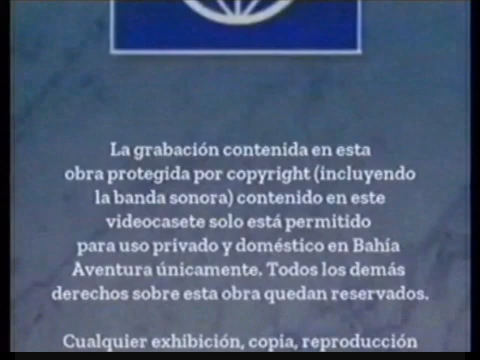 La grabación contenida en esta
obra protegida por copyright (incluyendo
la banda sonora) contenido en este
videocasete solo está permitido
para uso privado y doméstico en Bahía
Aventura únicamente. Todos los demás
derechos sobre esta obra quedan reservados.
Cualquier exhibición, copia, reproducción